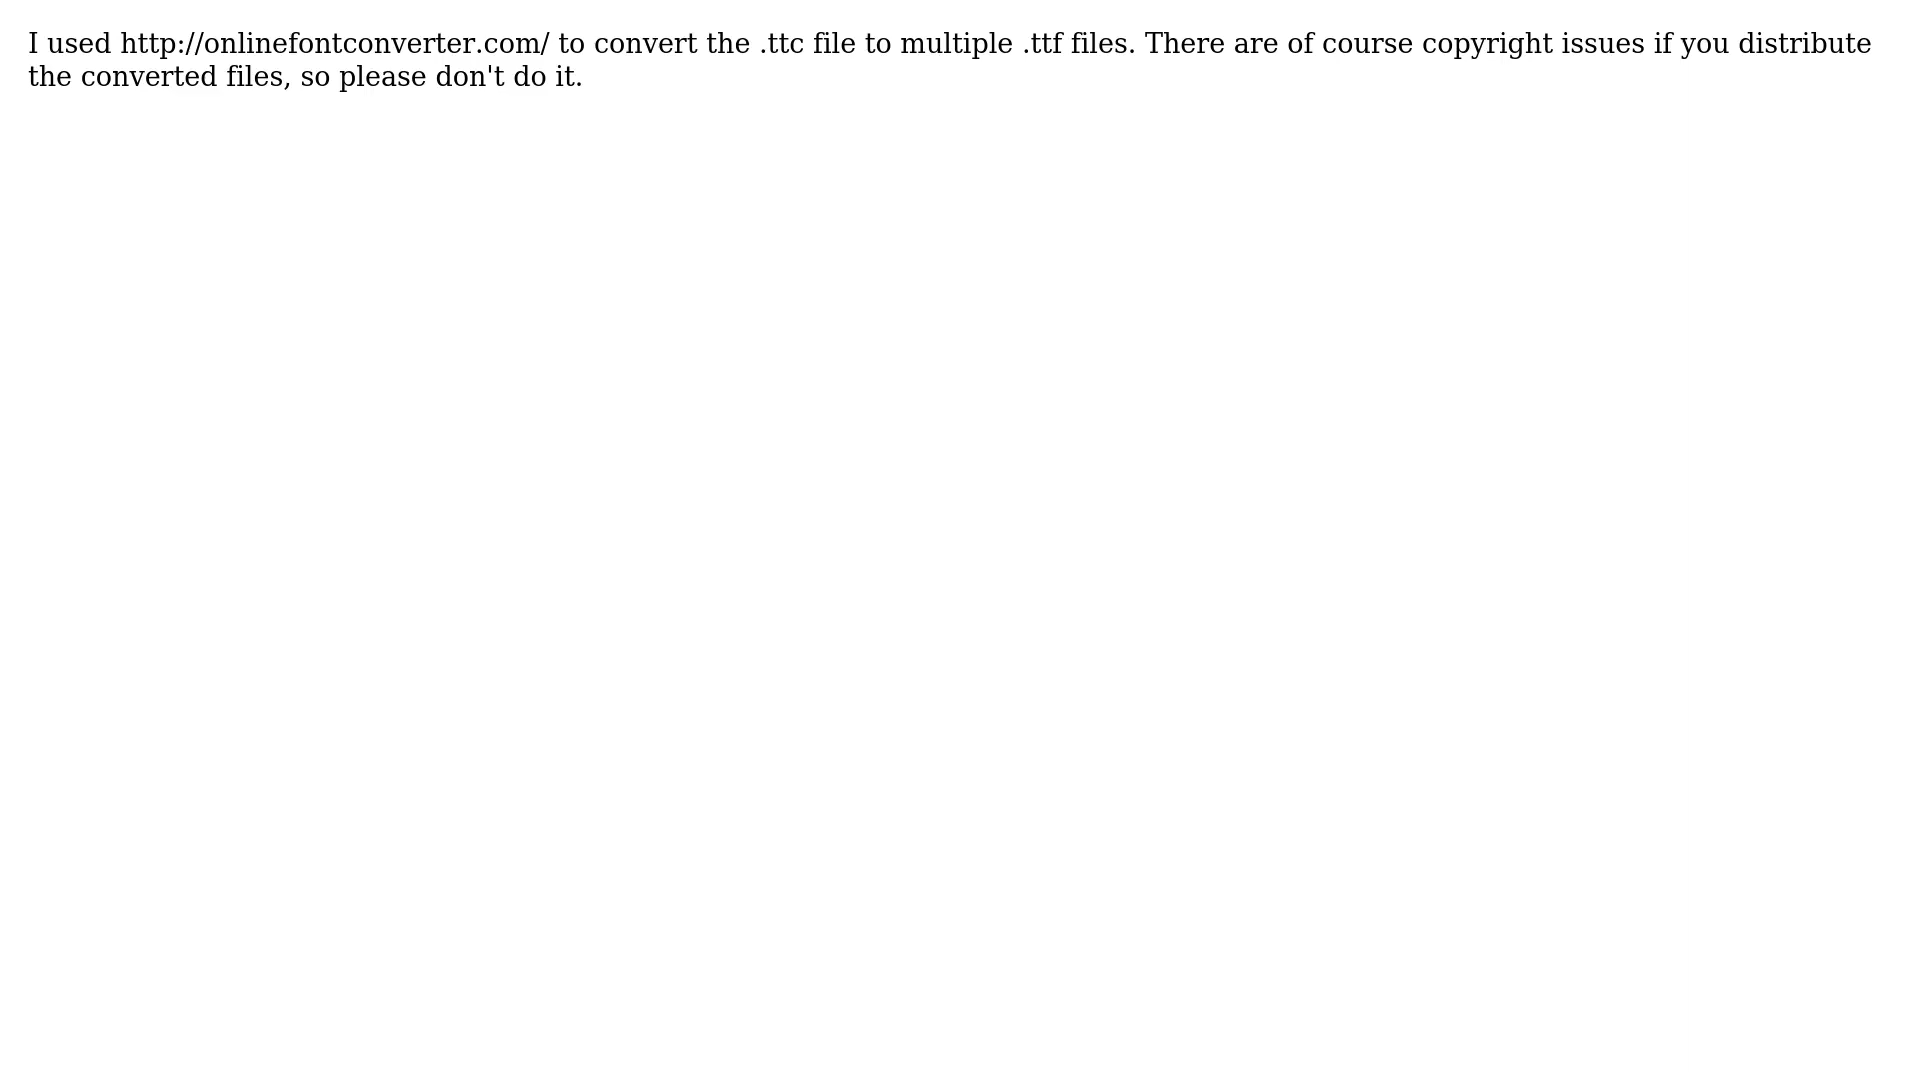 I used http://onlinefontconverter.com/ to convert the .ttc file to multiple .ttf files. There are of course copyright issues if you distribute
the converted files, so please don't do it.